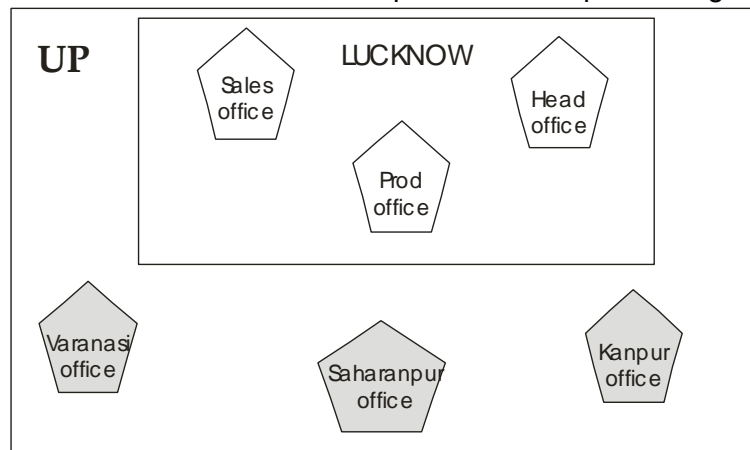 UP
LUCKNOW
Sales
office
Head
office
Prod
office
Varanasi
office
Saharanpur
office
Kanpur
office